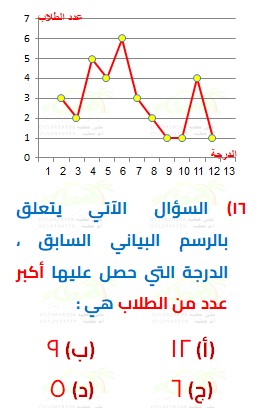 عدد الطلاب
7
6
5
4
3
2
1
0
1 2 3 4 5 6 7 8 9 10 11 12 13
الدرجة
١٦) السؤال الآتي يتعلق
بالرسم البياني السابق ،
الدرجة التي حصل عليها أكبر
عدد من الطلاب هي :
(أ) ١٢ (ب) ٩
(ج) ٦ (د) ٥